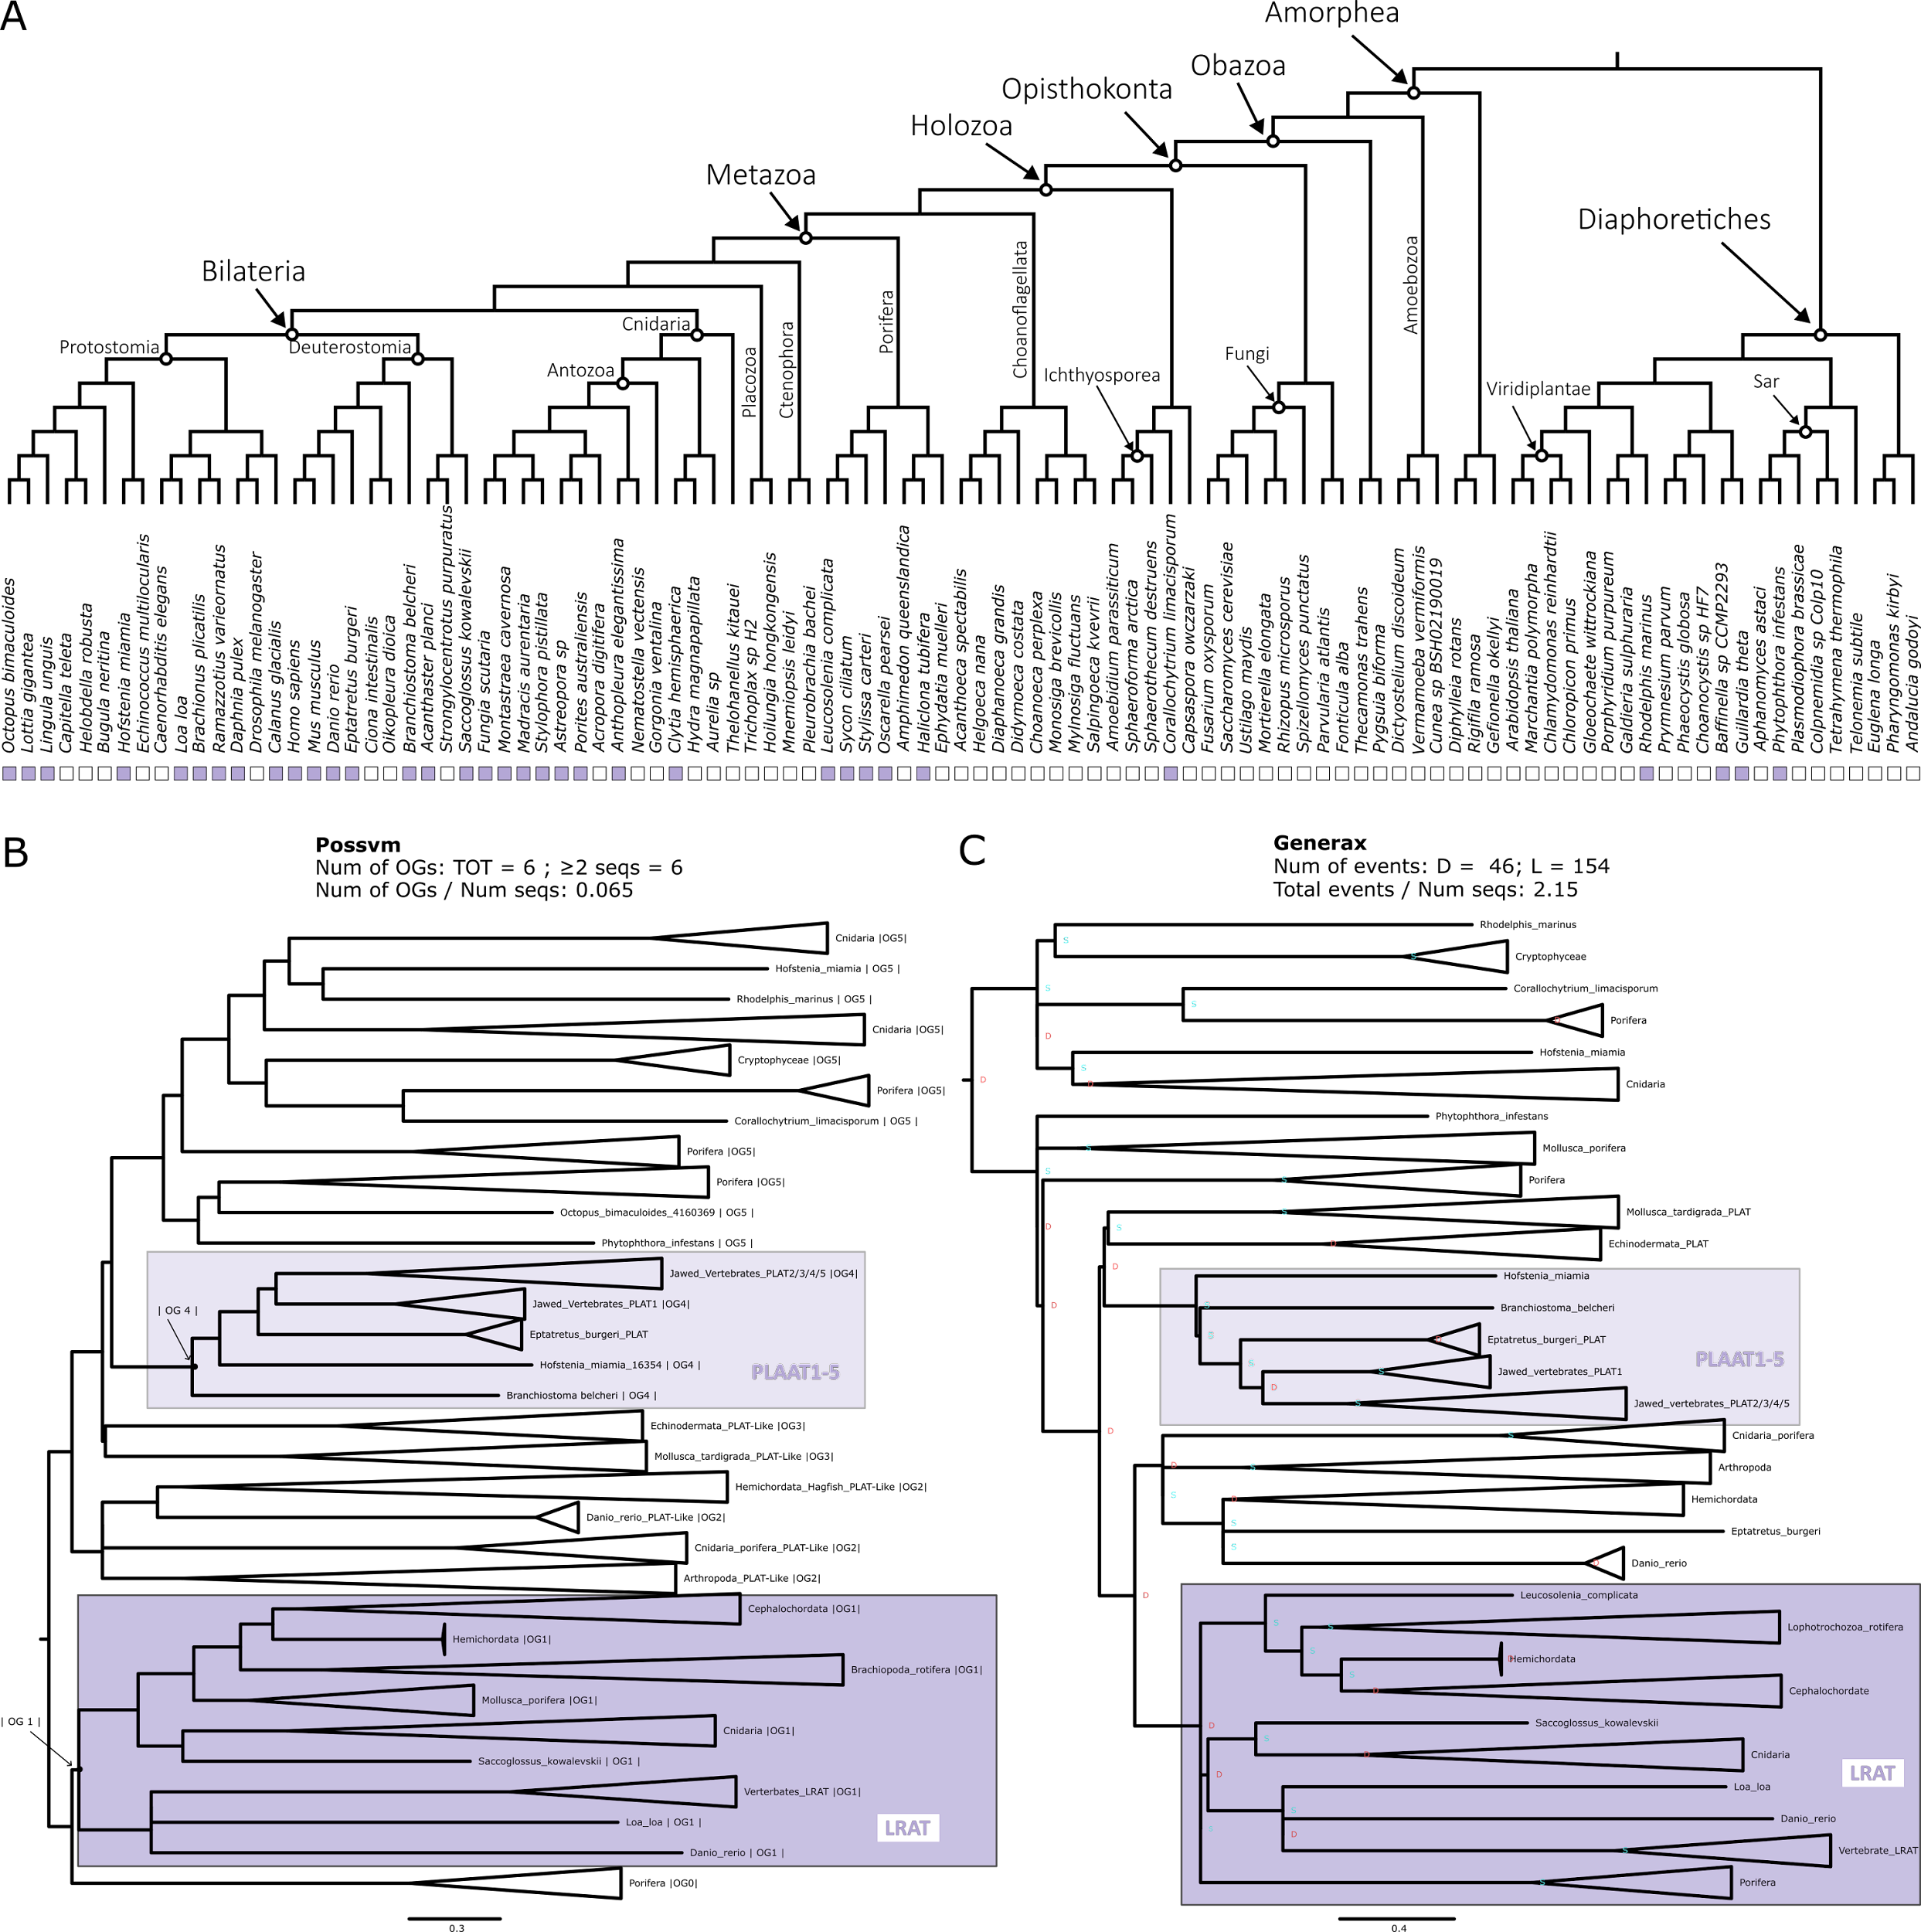 A
Amorphea
Obazoa
Opisthokonta
Holozoa
Metazoa
Diaphoretiches
Bilateria
Protostomia
Deuterostomia
Cnidaria
Antozoa
Placozoa
Ctenophora
Porifera
Choanoflagellata
Ichthyosporea
Fungi
Amoebozoa
Viridiplantae
Sar
Octopus bimaculoides
Lottia gigantea
Lingula unguis
Capitella teleta
Helobdella robusta
Bugula neritina
Hofstenia miamia
Echinococcus multilocularis
Caenorhabditis elegans
Loa loa
Brachionus plicatilis
Ramazzotius varieornatus
Daphnia pulex
Drosophila melanogaster
Calanus glacialis
Homo sapiens
Mus musculus
Danio rerio
Eptatretus burgeri
Ciona intestinalis
Oikopleura dioica
Branchiostoma belcheri
Acanthaster planci
Strongylocentrotus purpuratus
Saccoglossus kowalevskii
Fungia scutaria
Montastraea cavernosa
Madracis aurentaria
Stylophora pistillata
Astreopora sp
Porites australiensis
Acropora digitifera
Anthopleura elegantissima
Nematostella vectensis
Gorgonia ventalina
Clytia hemisphaerica
Hydra magnapapillata
Aurelia sp
Thelohanellus kitauei
Trichoplax sp H2
Hoilungia hongkongensis
Mnemiopsis leidyi
Pleurobrachia bachei
Leucosolenia complicata
Sycon ciliatum
Stylissa carteri
Oscarella pearsei
Amphimedon queenslandica
Haliclona tubifera
Ephydatia muelleri
Acanthoeca spectabilis
Helgoeca nana
Diaphanoeca grandis
Didymoeca costata
Choanoeca perplexa
Monosiga brevicollis
Mylnosiga fluctuans
Salpingoeca kvevrii
Amoebidium parasiticum
Sphaeroforma arctica
Sphaerothecum destruens
Corallochytrium limacisporum
Capsaspora owczarzaki
Fusarium oxysporum
Saccharomyces cerevisiae
Ustilago maydis
Mortierella elongata
Rhizopus microsporus
Spizellomyces punctatus
Parvularia atlantis
Fonticula alba
Thecamonas trahens
Pygsuia biforma
Dictyostelium discoideum
Vermamoeba vermiformis
Cunea sp BSH02190019
Diphylleia rotans
Rigifila ramosa
Gefionella okellyi
Arabidopsis thaliana
Marchantia polymorpha
Chlamydomonas reinhardtii
Chloropicon primus
Gloeochaete wittrockiana
Porphyridium purpureum
Galdieria sulphuraria
Rhodelphis marinus
Prymnesium parvum
Phaeocystis globosa
Choanocystis sp HF7
Baffinella sp CCMP2293
Guillardia theta
Aphanomyces astaci
Phytophthora infestans
Plasmodiophora brassicae
Colpnemidia sp Colp10
Tetrahymena thermophila
Telonemia subtile
Euglena longa
Pharyngomonas kirbyi
Andalucia godoyi
B
Possvm
Num of OGs: TOT = 6 ; ≥2 seqs = 6
Num of OGs / Num seqs: 0.065
Cnidaria |OG5|
Hofstenia_miamia | OG5 |
Rhodelphis_marinus | OG5 |
Cnidaria |OG5|
Cryptophyceae |OG5|
Porifera |OG5|
Corallochytrium_limacisporum | OG5 |
Porifera |OG5|
Porifera |OG5|
Octopus_bimaculoides_4160369 | OG5 |
Phytophthora_infestans | OG5 |
Jawed_Vertebrates_PLAT2/3/4/5 |OG4|
| OG 4 |
Jawed_Vertebrates_PLAT1 |OG4|
Eptatretus_burgeri_PLAT
Hofstenia_miamia_16354 | OG4 |
PLAAT1-5
Branchiostoma belcheri | OG4 |
Echinodermata_PLAT-Like |OG3|
Mollusca_tardigrada_PLAT-Like |OG3|
Hemichordata_Hagfish_PLAT-Like |OG2|
Danio_rerio_PLAT-Like |OG2|
Cnidaria_porifera_PLAT-Like |OG2|
Arthropoda_PLAT-Like |OG2|
Cephalochordata |OG1|
Hemichordata |OG1|
Brachiopoda_rotifera |OG1|
Mollusca_porifera |OG1|
| OG 1 |
Cnidaria |OG1|
Saccoglossus_kowalevskii | OG1 |
Verterbates_LRAT |OG1|
Loa_loa | OG1 |
LRAT
Danio_rerio | OG1 |
Porifera |OG0|
0.3
C
Generax
Num of events: D =  46; L = 154
Total events / Num seqs: 2.15
Rhodelphis_marinus
S
S
Cryptophyceae
S
Corallochytrium_limacisporum
S
D
Porifera
D
Hofstenia_miamia
S
D
D
Cnidaria
Phytophthora_infestans
S
Mollusca_porifera
S
S
Porifera
D
S
Mollusca_tardigrada_PLAT
S
D
Echinodermata_PLAT
D
Hofstenia_miamia
D
S
Branchiostoma_belcheri
D
Eptatretus_burgeri_PLAT
S
PLAAT1-5
S
Jawed_vertebrates_PLAT1
D
S
Jawed_vertebrates_PLAT2/3/4/5
D
S
Cnidaria_porifera
D
S
Arthropoda
S
D
Hemichordata
S
Eptatretus_burgeri
S
D
Danio_rerio
D
Leucosolenia_complicata
S
S
Lophotrochozoa_rotifera
S
D
Hemichordata
S
D
Cephalochordate
D
Saccoglossus_kowalevskii
S
D
Cnidaria
D
LRAT
Loa_loa
S
Danio_rerio
S
D
S
Vertebrate_LRAT
S
Porifera
0.4